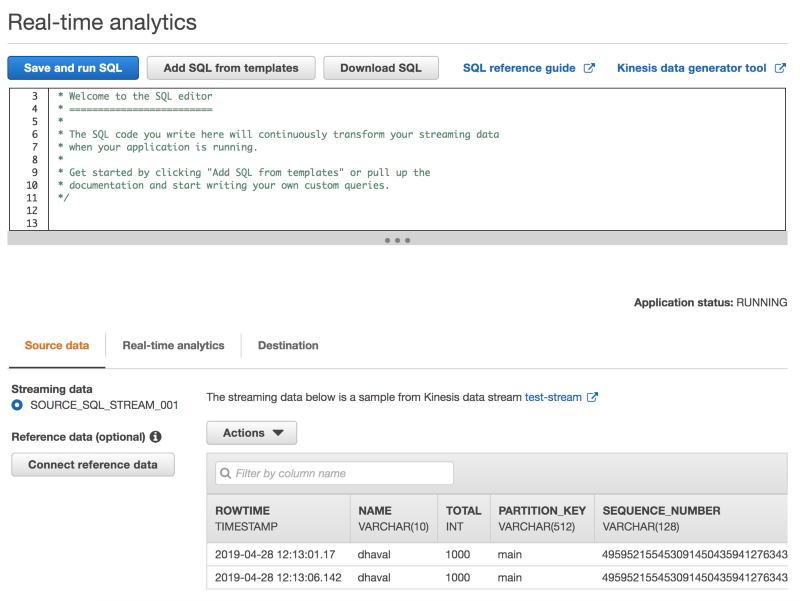 Real-time analytics
Save and run SQL Add SQL from templates Download SQL SQL reference guide Kinesis data generator tool
3 * Welcome to the SQL editor
4 * =========================
5 *
6 * The SQL code you write here will continuously transform your streaming data
7 * when your application is running.
8 *
9 * Get started by clicking "Add SQL from templates" or pull up the
10 * documentation and start writing your own custom queries.
11 */
12
13
Application status: RUNNING
Source data Real-time analytics Destination
Streaming data
SOURCE_SQL_STREAM_001
The streaming data below is a sample from Kinesis data stream test-stream
Reference data (optional)
Connect reference data
Actions
Filter by column name
ROWTIME NAME TOTAL PARTITION_KEY SEQUENCE_NUMBER
TIMESTAMP VARCHAR(10) INT VARCHAR(512) VARCHAR(128)
2019-04-28 12:13:01.17 dhaval 1000 main 495952155453091450435941276343
2019-04-28 12:13:06.142 dhaval 1000 main 495952155453091450435941276343